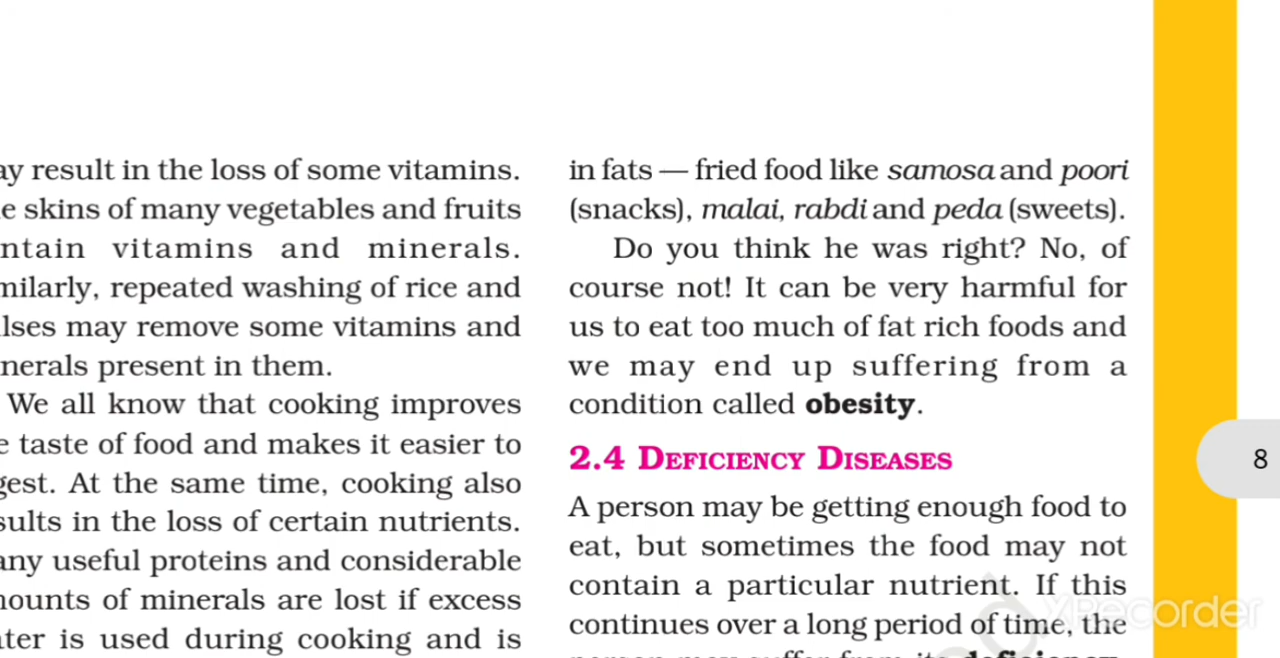 ay result in the loss of some vitamins.
e skins of many vegetables and fruits
ntain vitamins and minerals.
milarly, repeated washing of rice and
lses may remove some vitamins and
nerals present in them.
We all know that cooking improves
e taste of food and makes it easier to
gest. At the same time, cooking also
sults in the loss of certain nutrients.
any useful proteins and considerable
mounts of minerals are lost if excess
ter is used during cooking and is
in fats — fried food like samosa and poori
(snacks), malai, rabdi and peda (sweets).
Do you think he was right? No, of
course not! It can be very harmful for
us to eat too much of fat rich foods and
we may end up suffering from a
condition called obesity.
2.4 DEFICIENCY DISEASES
A person may be getting enough food to
eat, but sometimes the food may not
contain a particular nutrient. If this
continues over a long period of time, the
8
XRecorder